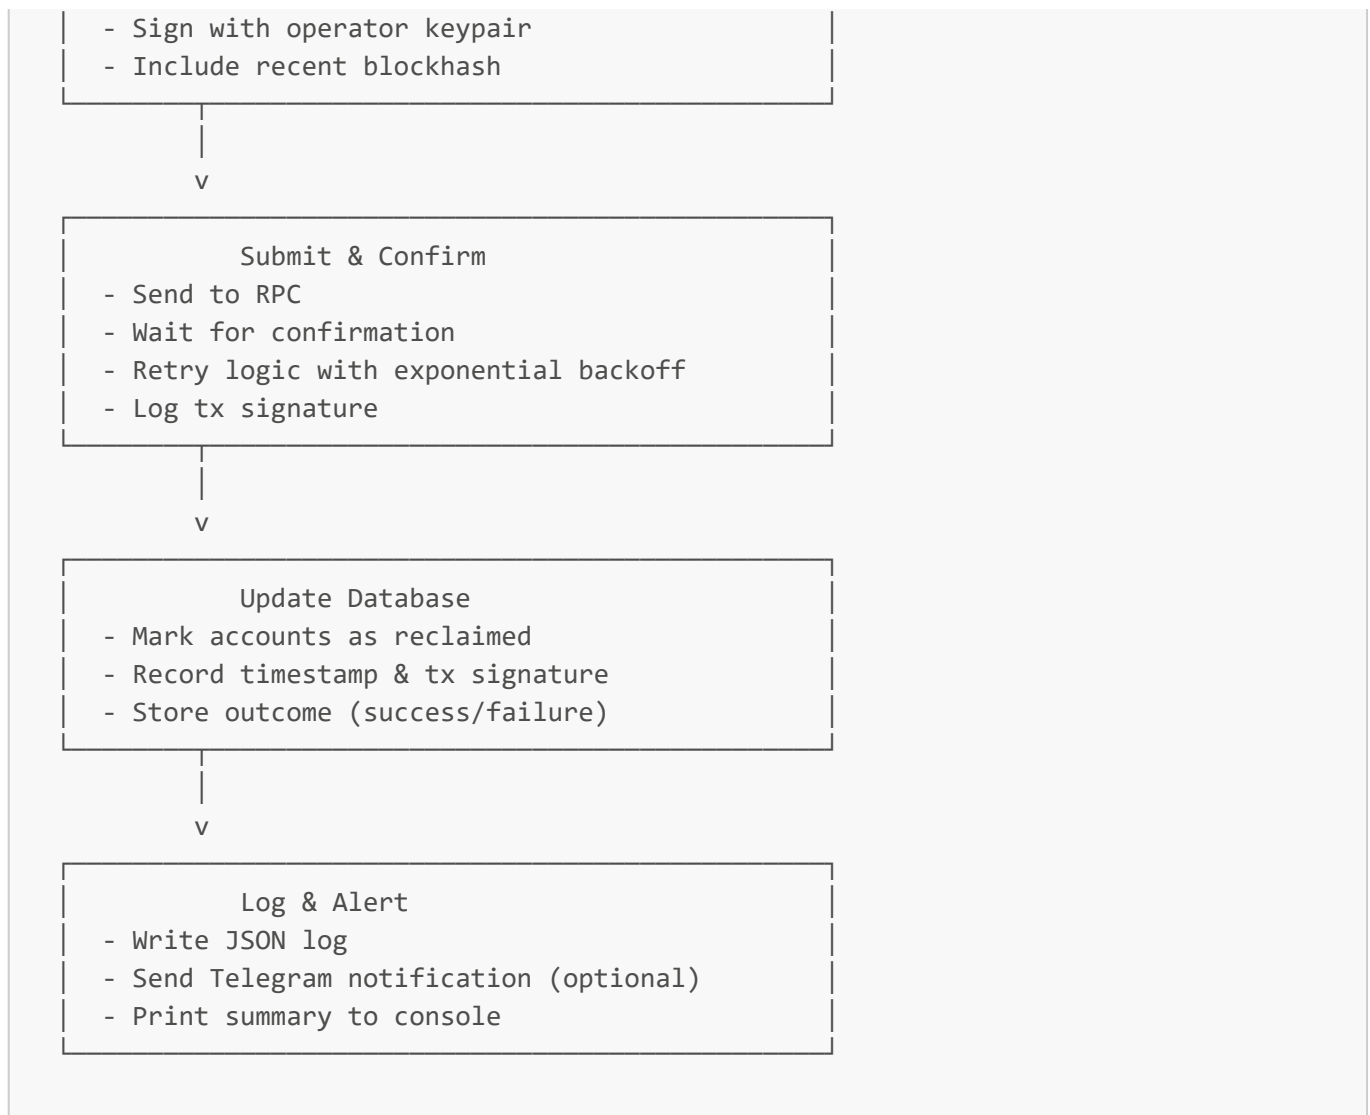 - Sign with operator keypair
- Include recent blockhash
v
Submit & Confirm
- Send to RPC
- Wait for confirmation
- Retry logic with exponential backoff
- Log tx signature
v
Update Database
- Mark accounts as reclaimed
- Record timestamp & tx signature
- Store outcome (success/failure)
v
Log & Alert
- Write JSON log
- Send Telegram notification (optional)
- Print summary to console